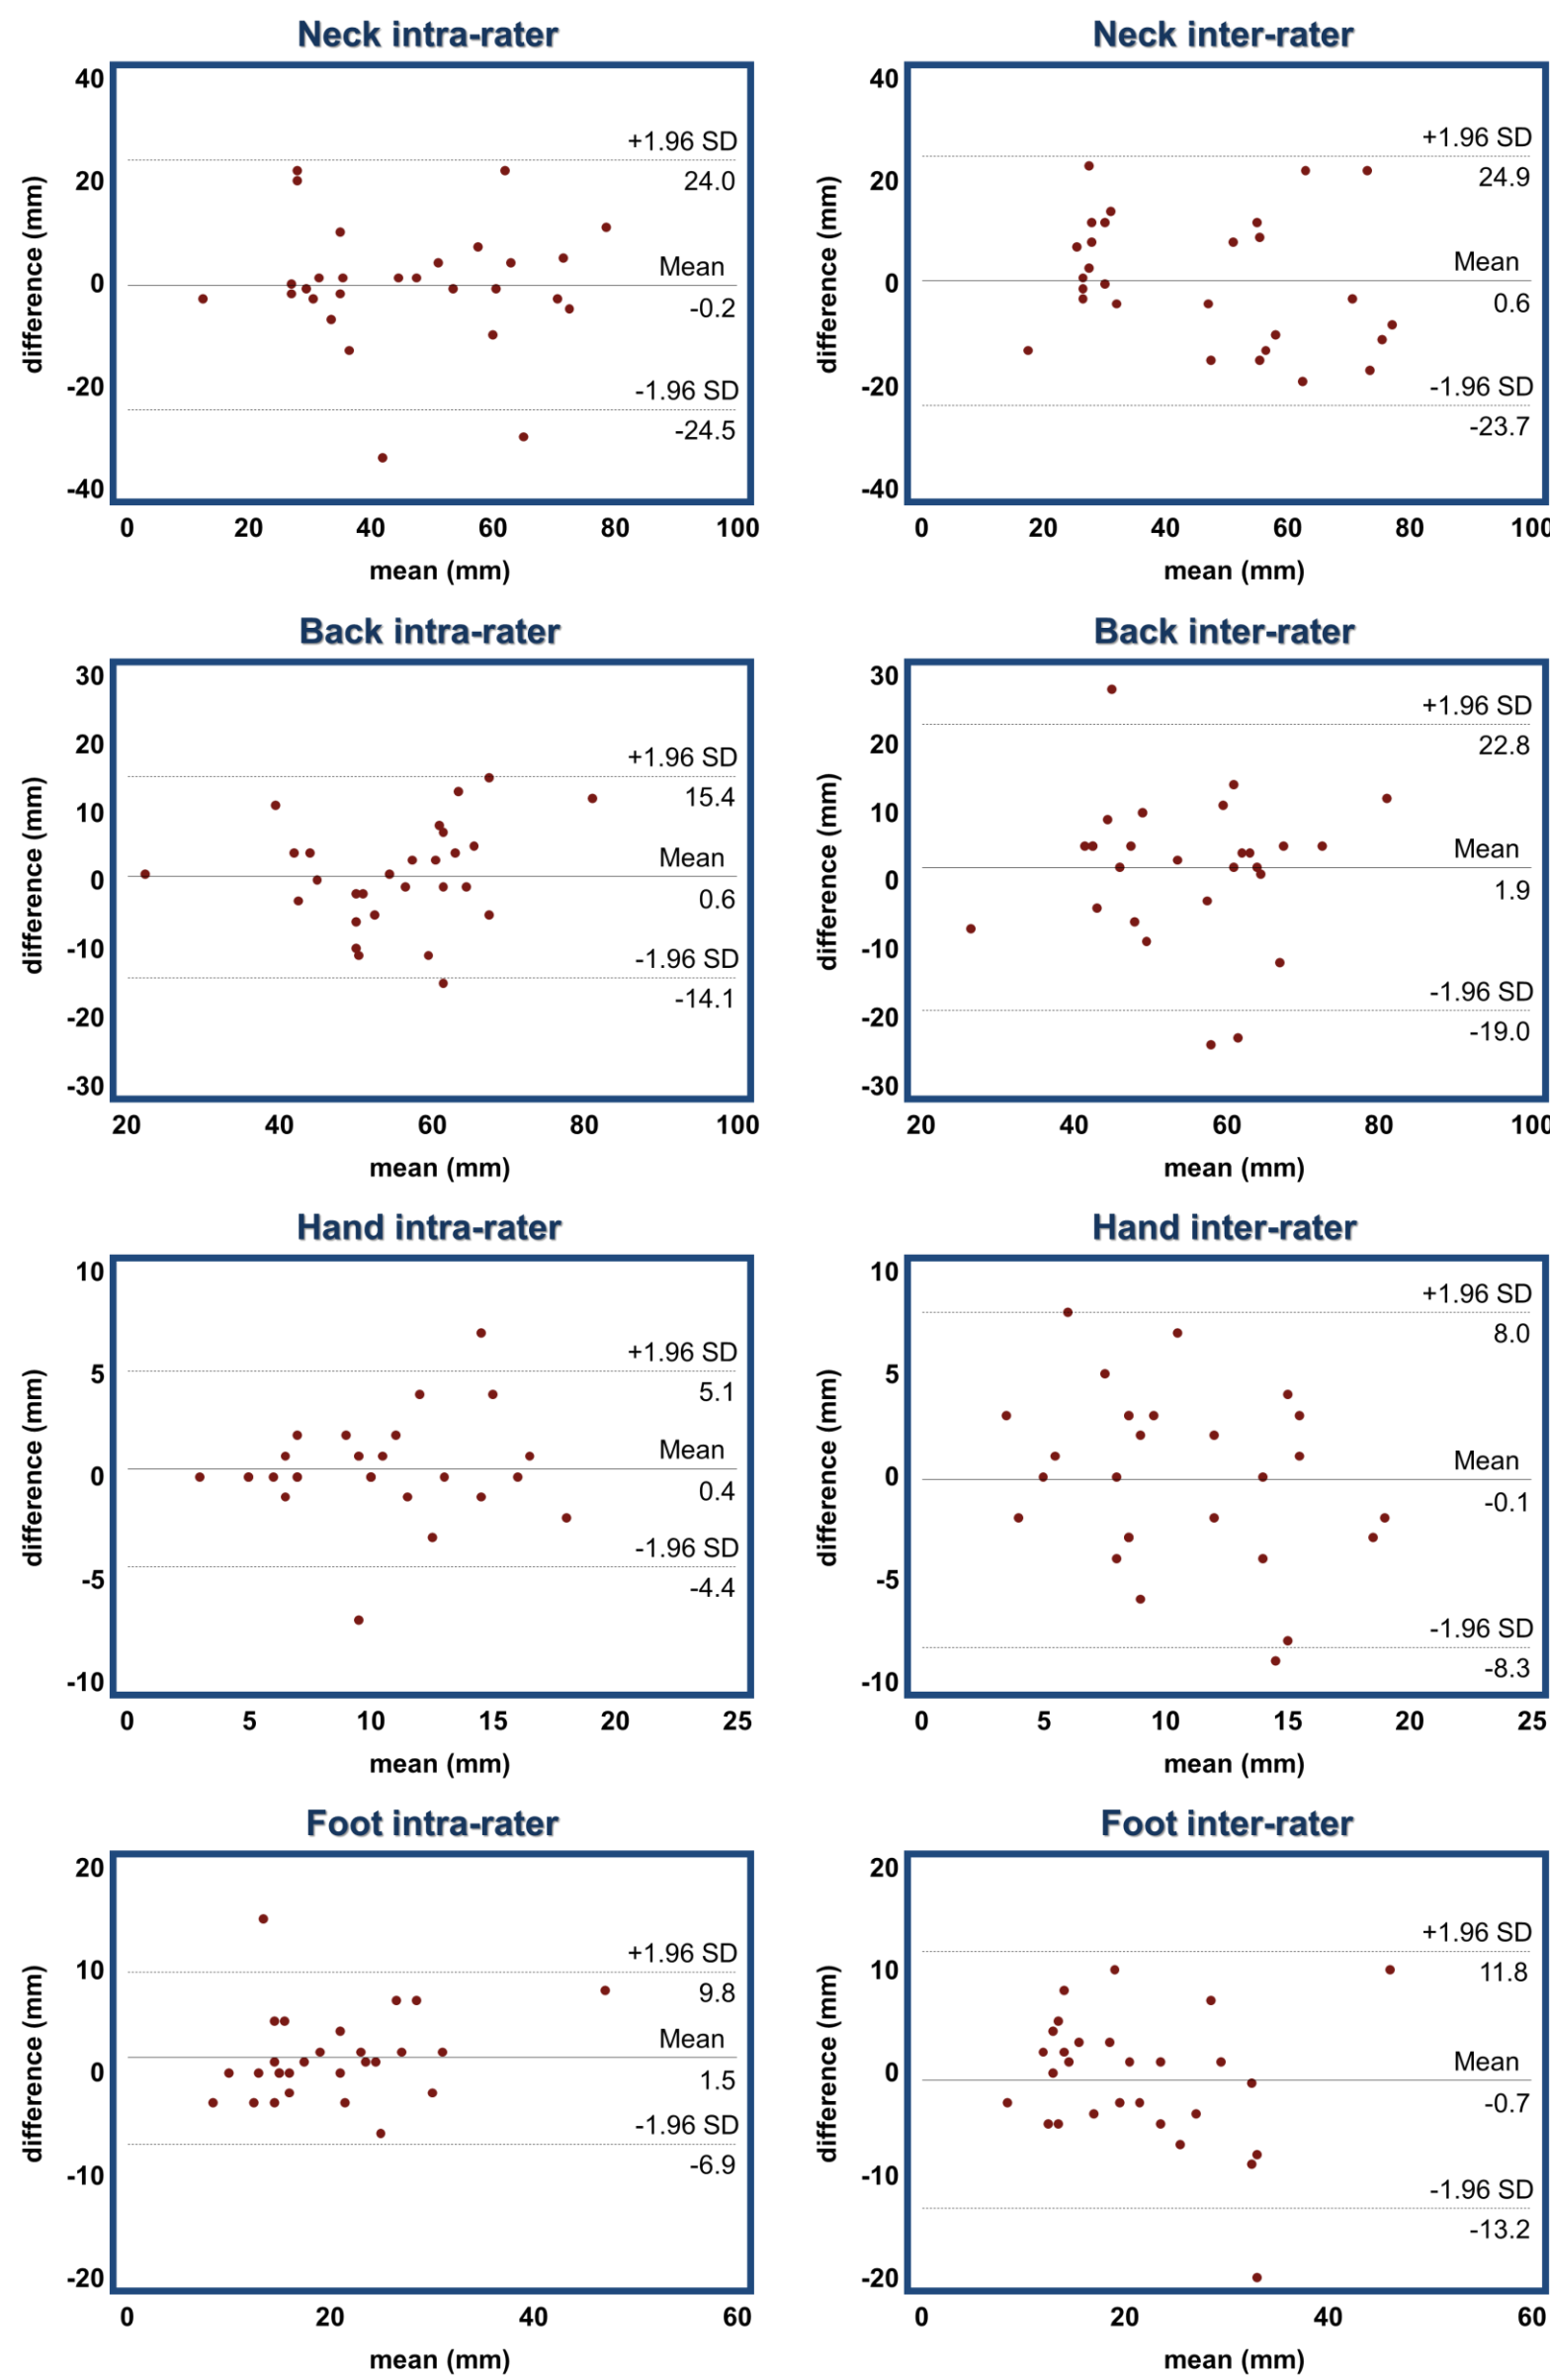 Neck intra-rater
40
20
0
-20
-40
difference (mm)
+1.96 SD
24.0
Mean
-0.2
-1.96 SD
-24.5
0 20 40 60 80 100
mean (mm)
Neck inter-rater
40
20
0
-20
-40
difference (mm)
+1.96 SD
24.9
Mean
0.6
-1.96 SD
-23.7
0 20 40 60 80 100
mean (mm)
Back intra-rater
30
20
10
0
-10
-20
-30
difference (mm)
+1.96 SD
15.4
Mean
0.6
-1.96 SD
-14.1
20 40 60 80 100
mean (mm)
Back inter-rater
30
20
10
0
-10
-20
-30
difference (mm)
+1.96 SD
22.8
Mean
1.9
-1.96 SD
-19.0
20 40 60 80 100
mean (mm)
Hand intra-rater
10
5
0
-5
-10
difference (mm)
+1.96 SD
5.1
Mean
0.4
-1.96 SD
-4.4
0 5 10 15 20 25
mean (mm)
Hand inter-rater
10
5
0
-5
-10
difference (mm)
+1.96 SD
8.0
Mean
-0.1
-1.96 SD
-8.3
0 5 10 15 20 25
mean (mm)
Foot intra-rater
20
10
0
-10
-20
difference (mm)
+1.96 SD
9.8
Mean
1.5
-1.96 SD
-6.9
0 20 40 60
mean (mm)
Foot inter-rater
20
10
0
-10
-20
difference (mm)
+1.96 SD
11.8
Mean
-0.7
-1.96 SD
-13.2
0 20 40 60
mean (mm)